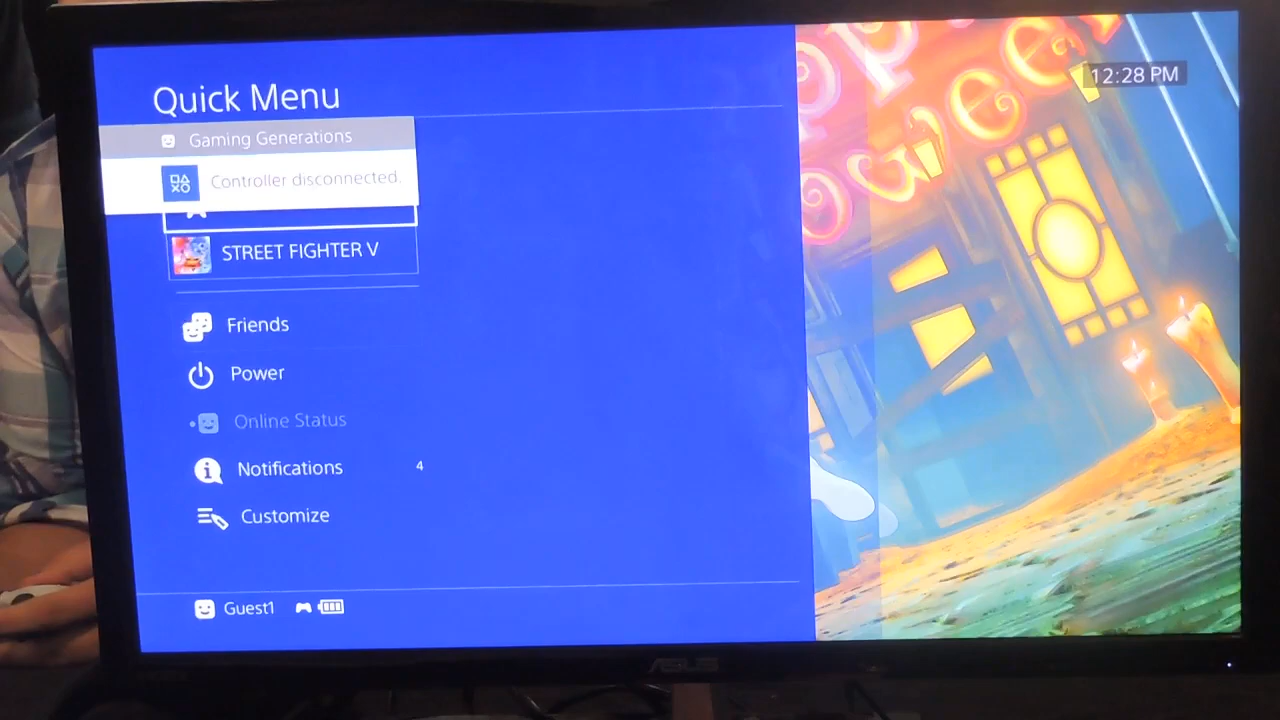 Quick Menu
12:28 PM
Gaming Generations
Controller disconnected.
STREET FIGHTER V
Friends
Power
Online Status
Notifications 4
Customize
Guest1
ASUS